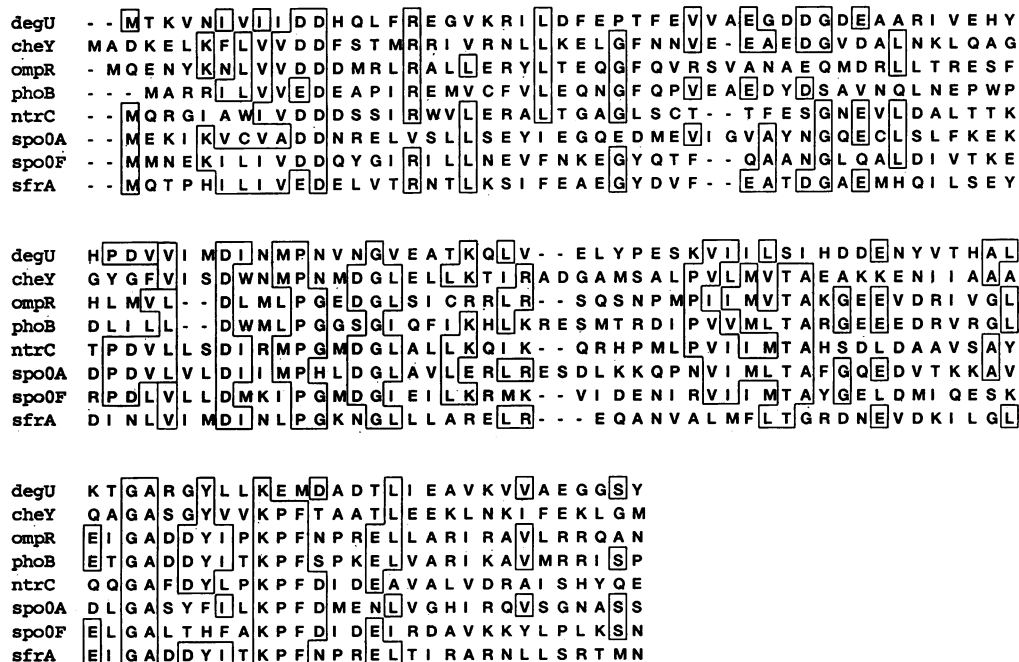 degU - - M T K V N I V I I D D H Q L F R E G V K R I L D F E P T F E V V A E G D D G D E A A R I V E H Y
cheY M A D K E L K F L V V D D F S T M R R I V R N L L K E L G F N N V E - E A E D G V D A L N K L Q A G
ompR - M Q E N Y K N L V V D D D M R L R A L L E R Y L T E Q G F Q V R S V A N A E Q M D R L L T R E S F
phoB - - - M A R R I L V V E D E A P I R E M V C F V L E Q N G F Q P V E A E D Y D S A V N Q L N E P W P
ntrC - - M Q R G I A W I V D D D S S I R W V L E R A L T G A G L S C T - T F E S G N E V L D A L T T K
spo0A - - M E K I K V C V A D D N R E L V S L L S E Y I E G Q E D M E V I G V A Y N G Q E C L S L F K E K
spo0F - - M M N E K I L I V D D Q Y G I R I L L N E V F N K E G Y Q T F - - Q A A N G L Q A L D I V T K E
sfrA - - M Q T P H I L I V E D E L V T R N T L K S I F E A E G Y D V F - - E A T D G A E M H Q I L S E Y
degU H P D V V I M D I N M P N V N G V E A T K Q L V - - E L Y P E S K V I I L S I H D D E N Y V T H A L
cheY G Y G F V I S D W N M P N M D G L E L L K T I R A D G A M S A L P V L M V T A E A K K E N I I A A A
ompR H L M V L - - D L M L P G E D G L S I C R R L R - - S Q S N P M P I I M V T A K G E E V D R I V G L
phoB D L I L L - - D W M L P G G S G I Q F I K H L K R E S M T R D I P V V M L T A R G E E E D R V R G L
ntrC T P D V L L S D I R M P G M D G L A L L K Q I K - - Q R H P M L P V I I M T A H S D L D A A V S A Y
spo0A D P D V L V L D I I M P H L D G L A V L E R L R E S D L K K Q P N V I M L T A F G Q E D V T K K A V
spo0F R P D L V L L D M K I P G M D G I E I L K R M K - - V I D E N I R V I I M T A Y G E L D M I Q E S K
sfrA D I N L V I M D I N L P G K N G L L L A R E L R - - - E Q A N V A L M F L T G R D N E V D K I L G L
degU K T G A R G Y L L K E M D A D T L I E A V K V V A E G G S Y
cheY Q A G A S G Y V V K P F T A A T L E E K L N K I F E K L G M
ompR E I G A D D Y I P K P F N P R E L L A R I R A V L R R Q A N
phoB E T G A D D Y I T K P F S P K E L V A R I K A V M R R I S P
ntrC Q Q G A F D Y L P K P F D I D E A V A L V D R A I S H Y Q E
spo0A D L G A S Y F I L K P F D M E N L V G H I R Q V S G N A S S
spo0F E L G A L T H F A K P F D I D E I R D A V K K Y L P L K S N
sfrA E I G A D D Y I T K P F N P R E L T I R A R N L L S R T M N